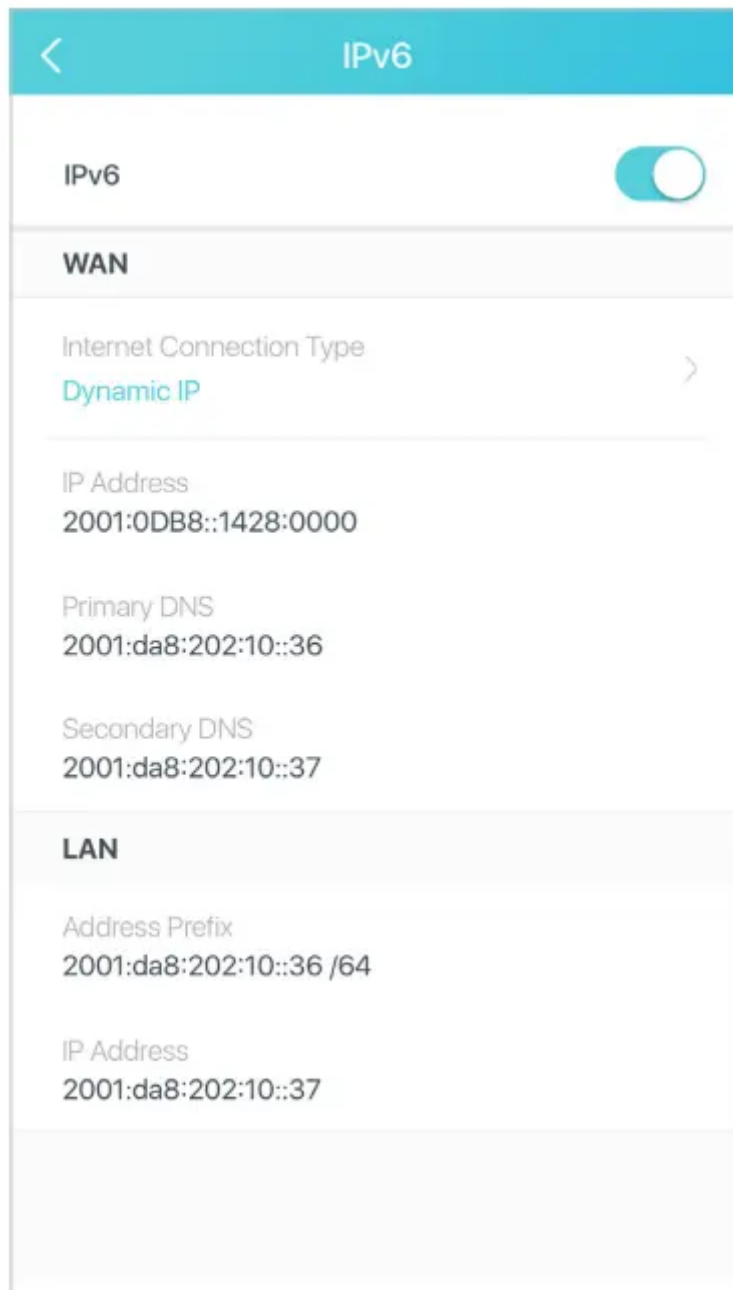 IPv6
IPv6
WAN
Internet Connection Type
Dynamic IP
IP Address
2001:0DB8::1428:0000
Primary DNS
2001:da8:202:10::36
Secondary DNS
2001:da8:202:10::37
LAN
Address Prefix
2001:da8:202:10::36 /64
IP Address
2001:da8:202:10::37